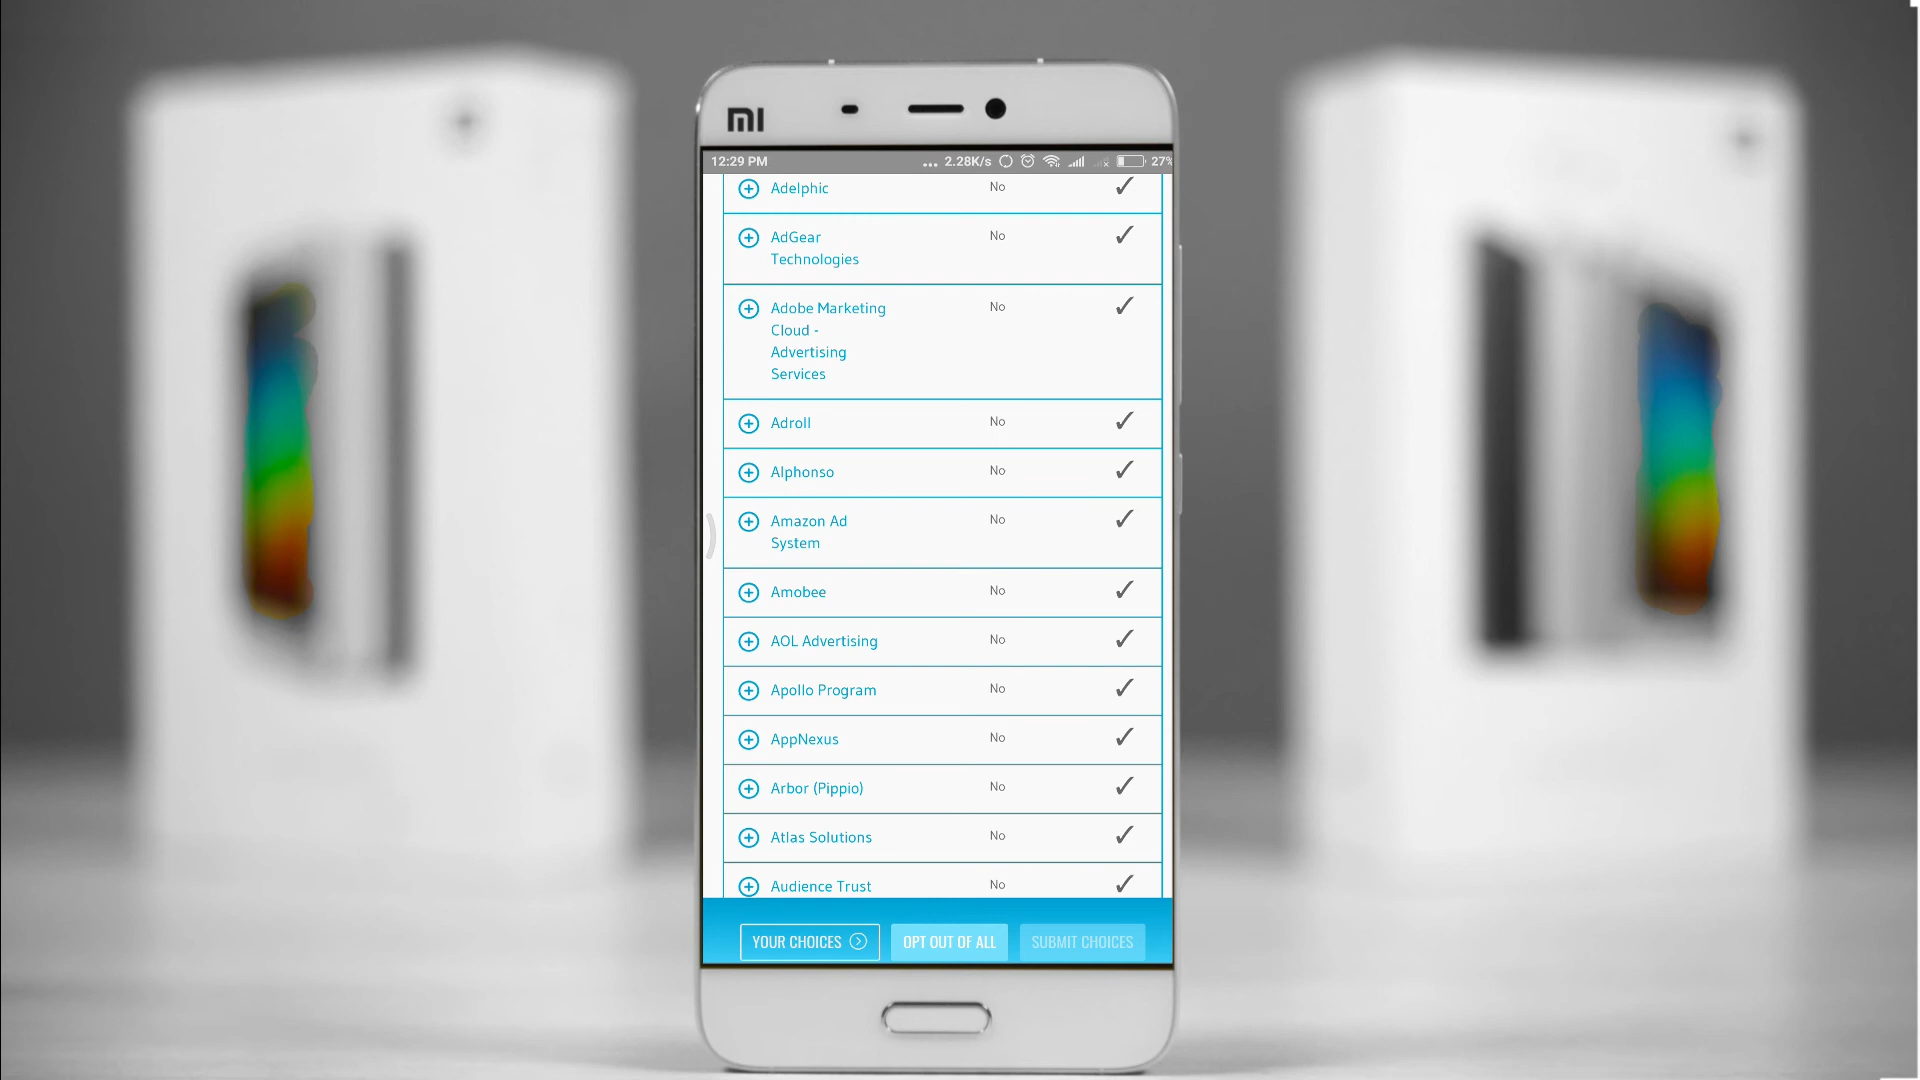 MI
12:29 PM ... 2.28K/s 27%
Adelphic No ✓
AdGear No ✓
Technologies
Adobe Marketing No ✓
Cloud -
Advertising
Services
Adroll No ✓
Alphonso No ✓
Amazon Ad No ✓
System
Amobee No ✓
AOL Advertising No ✓
Apollo Program No ✓
AppNexus No ✓
Arbor (Pippio) No ✓
Atlas Solutions No ✓
Audience Trust No ✓
YOUR CHOICES OPT OUT OF ALL SUBMIT CHOICES